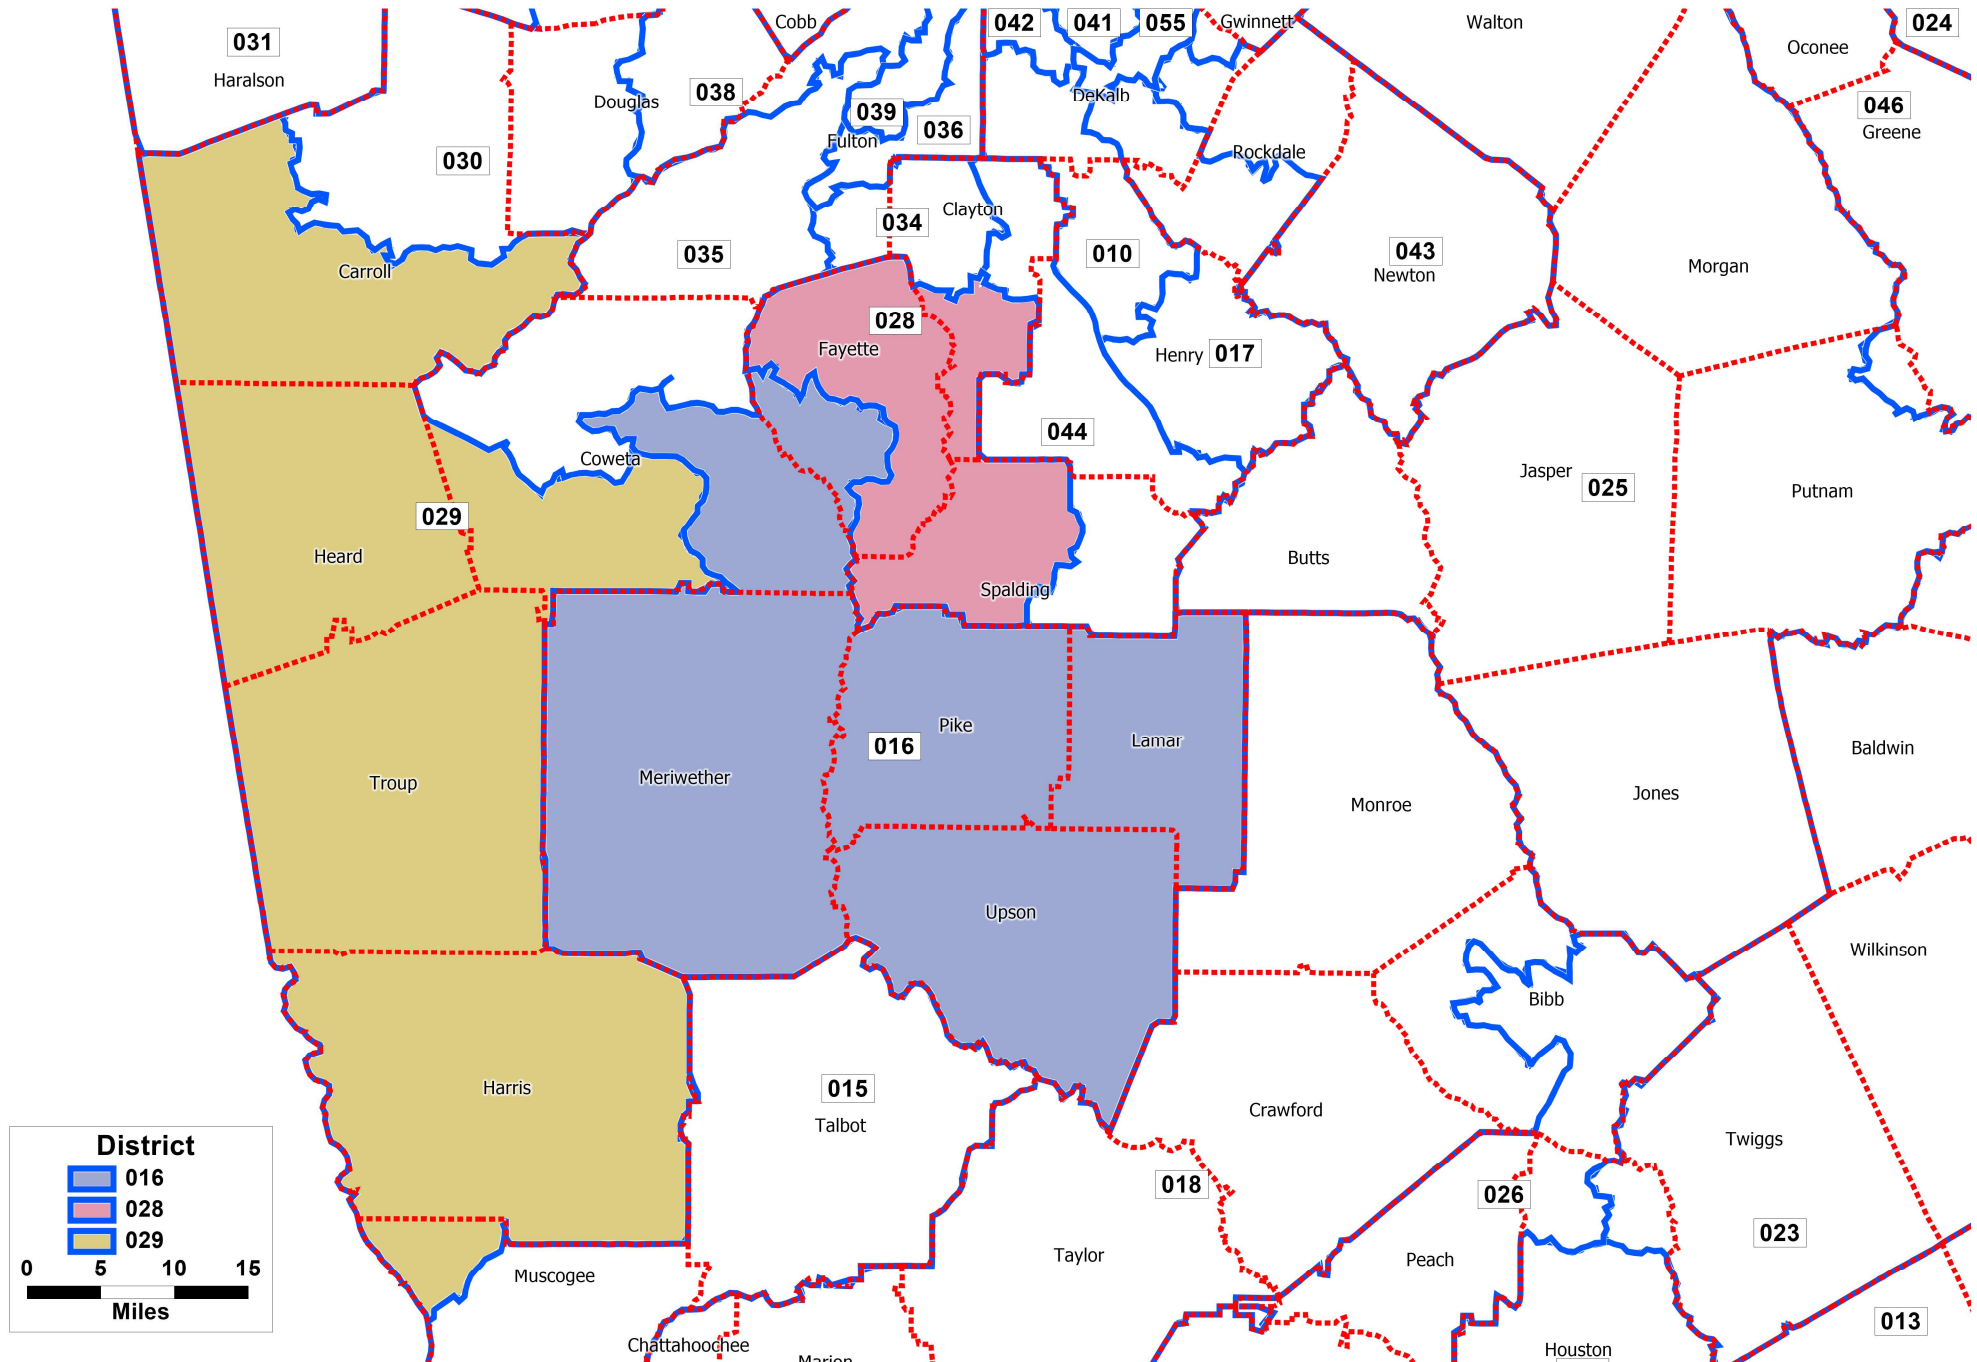 Cobb
042
041
055
Gwinnett
Walton
024
031
Oconee
Haralson
038
Douglas
DeKalb
046
039
036
Greene
Fulton
030
Rockdale
Clayton
034
035
010
043
Newton
Morgan
Carroll
028
Fayette
Henry
017
044
Coweta
Jasper
025
Putnam
029
Heard
Butts
Spalding
Pike
016
Lamar
Baldwin
Meriwether
Troup
Jones
Monroe
Upson
Wilkinson
Bibb
Harris
015
Talbot
Crawford
Twiggs
018
026
023
Taylor
Peach
Muscogee
013
Chattahoochee
Marion
Houston
District
016
028
029
0 5 10 15
Miles